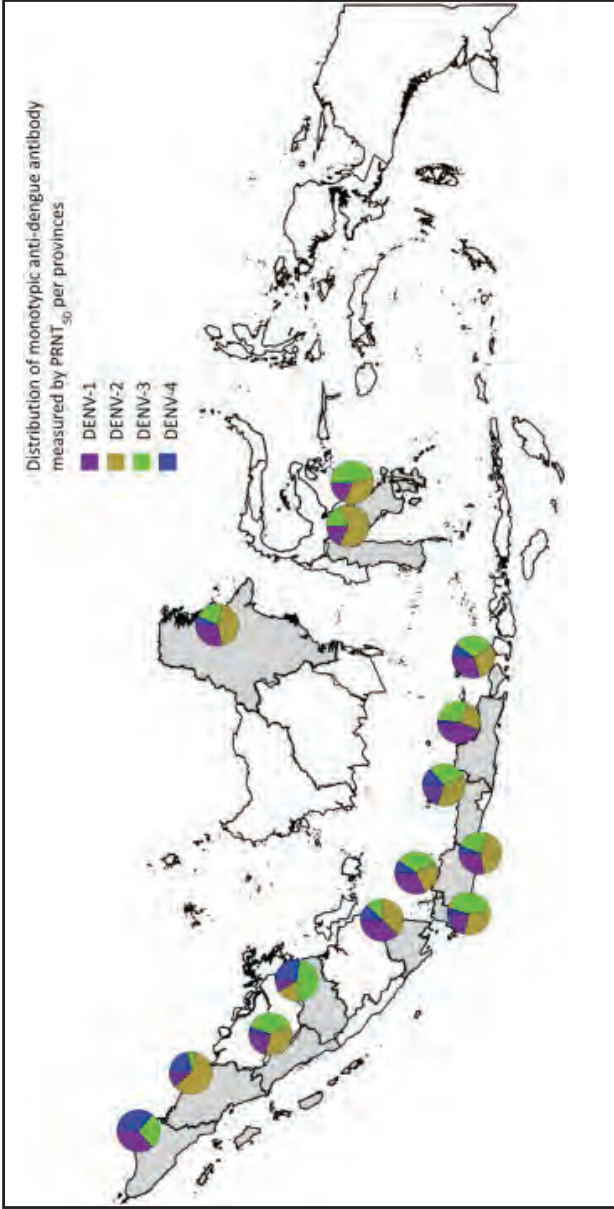 Distribution of monotypic anti-dengue antibody
measured by PRNT50 per provinces
DENV-1
DENV-2
DENV-3
DENV-4